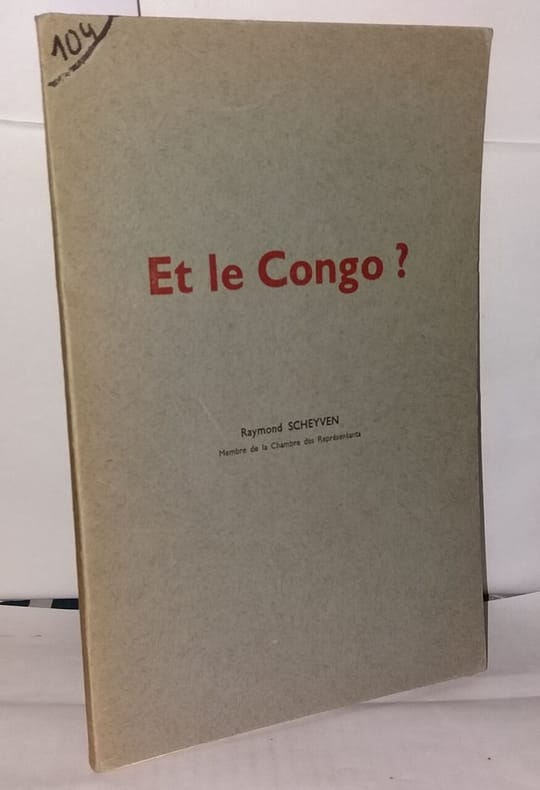 104
Et le Congo ?
Raymond SCHEYVEN
Membre de la Chambre des Représentants